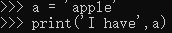 >>> a = 'apple'
>>> print('I have',a)